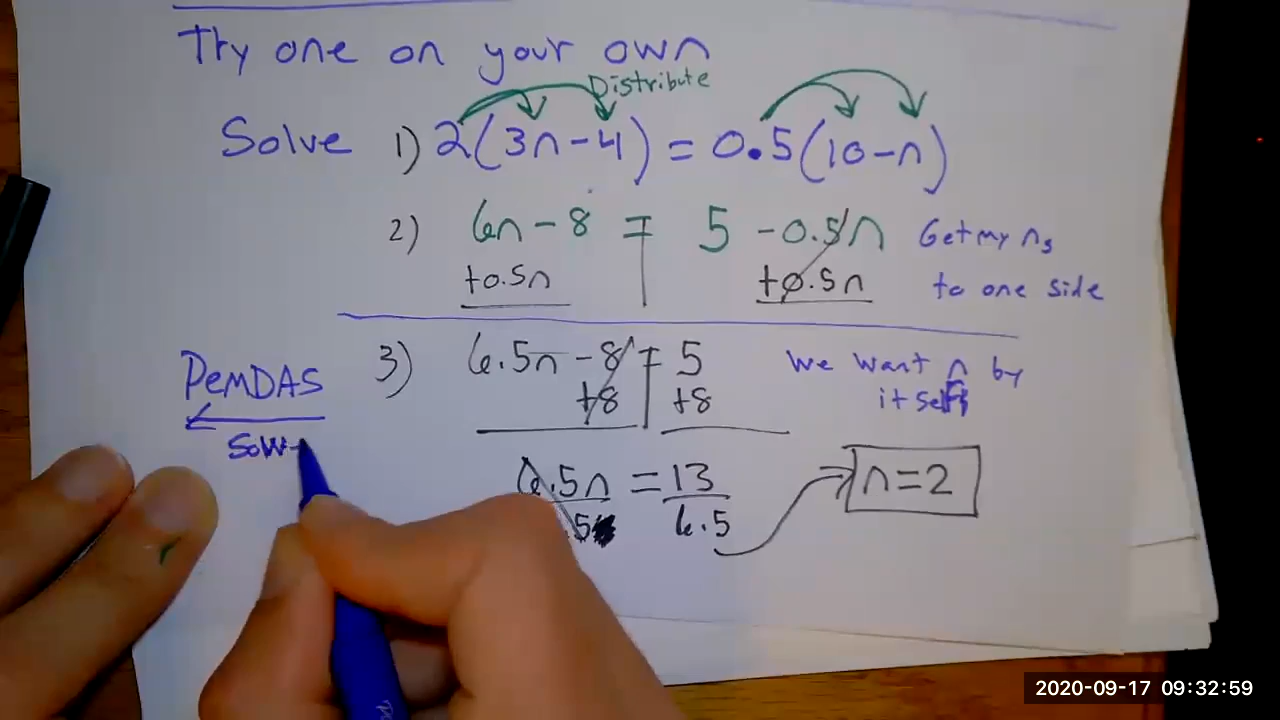 Try one on your own
Distribute
Solve 1) 2(3n-4) = 0.5(10-n)
2) 6n-8 = 5 -0.5n Get my ns
+0.5n +0.5n to one side
3) 6.5n -8 = 5 We want n by
+8 +8 itself
PeMDAS
6.5n = 13 n=2
.5 6.5
2020-09-17 09:32:59